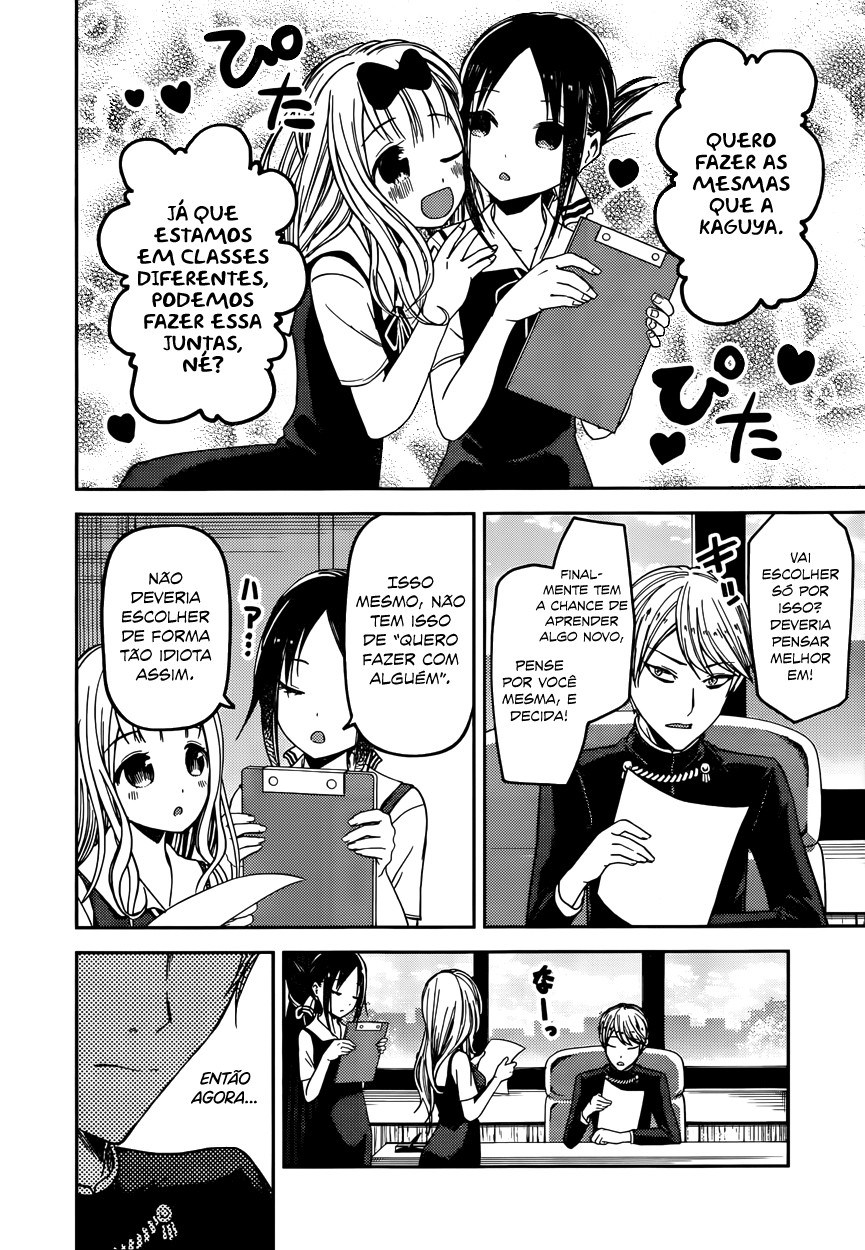 QUERO
FAZER AS
MESMAS
QUE A
KAGUYA.
ぴた
JÁ QUE
ESTAMOS
EM CLASSES
DIFERENTES,
PODEMOS
FAZER ESSA
JUNTAS,
NÉ?
ぴた
VAI
ESCOLHER
SÓ POR
ISSO?
DEVERIA
PENSAR
MELHOR
EM!
キッ
FINAL-
MENTE TEM
A CHANCE DE
APRENDER
ALGO NOVO,
PENSE
POR VOCÊ
MESMA, E
DECIDA!
ISSO
MESMO, NÃO
TEM ISSO
DE "QUERO
FAZER COM
ALGUÉM".
ハァ…
NÃO
DEVERIA
ESCOLHER
DE FORMA
TÃO IDIOTA
ASSIM.
なーっ
ENTÃO
AGORA...